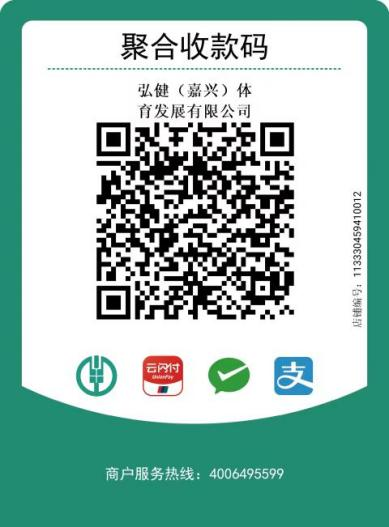 聚合收款码
弘健（嘉兴）体
育发展有限公司
店铺编号：113330459410012
云闪付
UnionPay
支
商户服务热线：4006495599